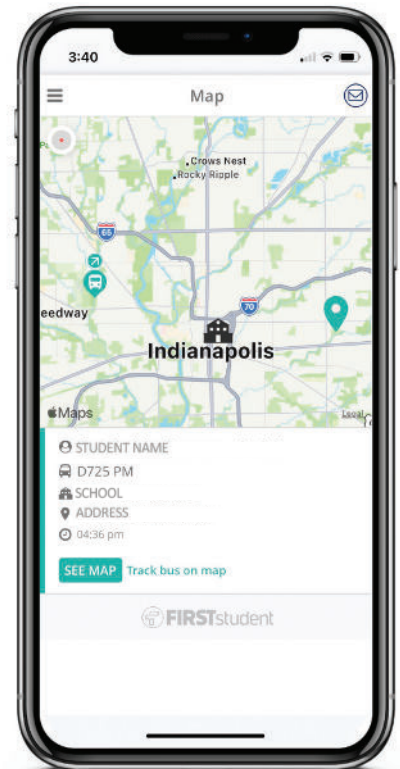 3:40
Map
Crows Nest
Rocky Ripple
65
eedway
70
Indianapolis
Maps
Legal
STUDENT NAME
D725 PM
SCHOOL
ADDRESS
04:36 pm
SEE MAP Track bus on map
FIRSTstudent